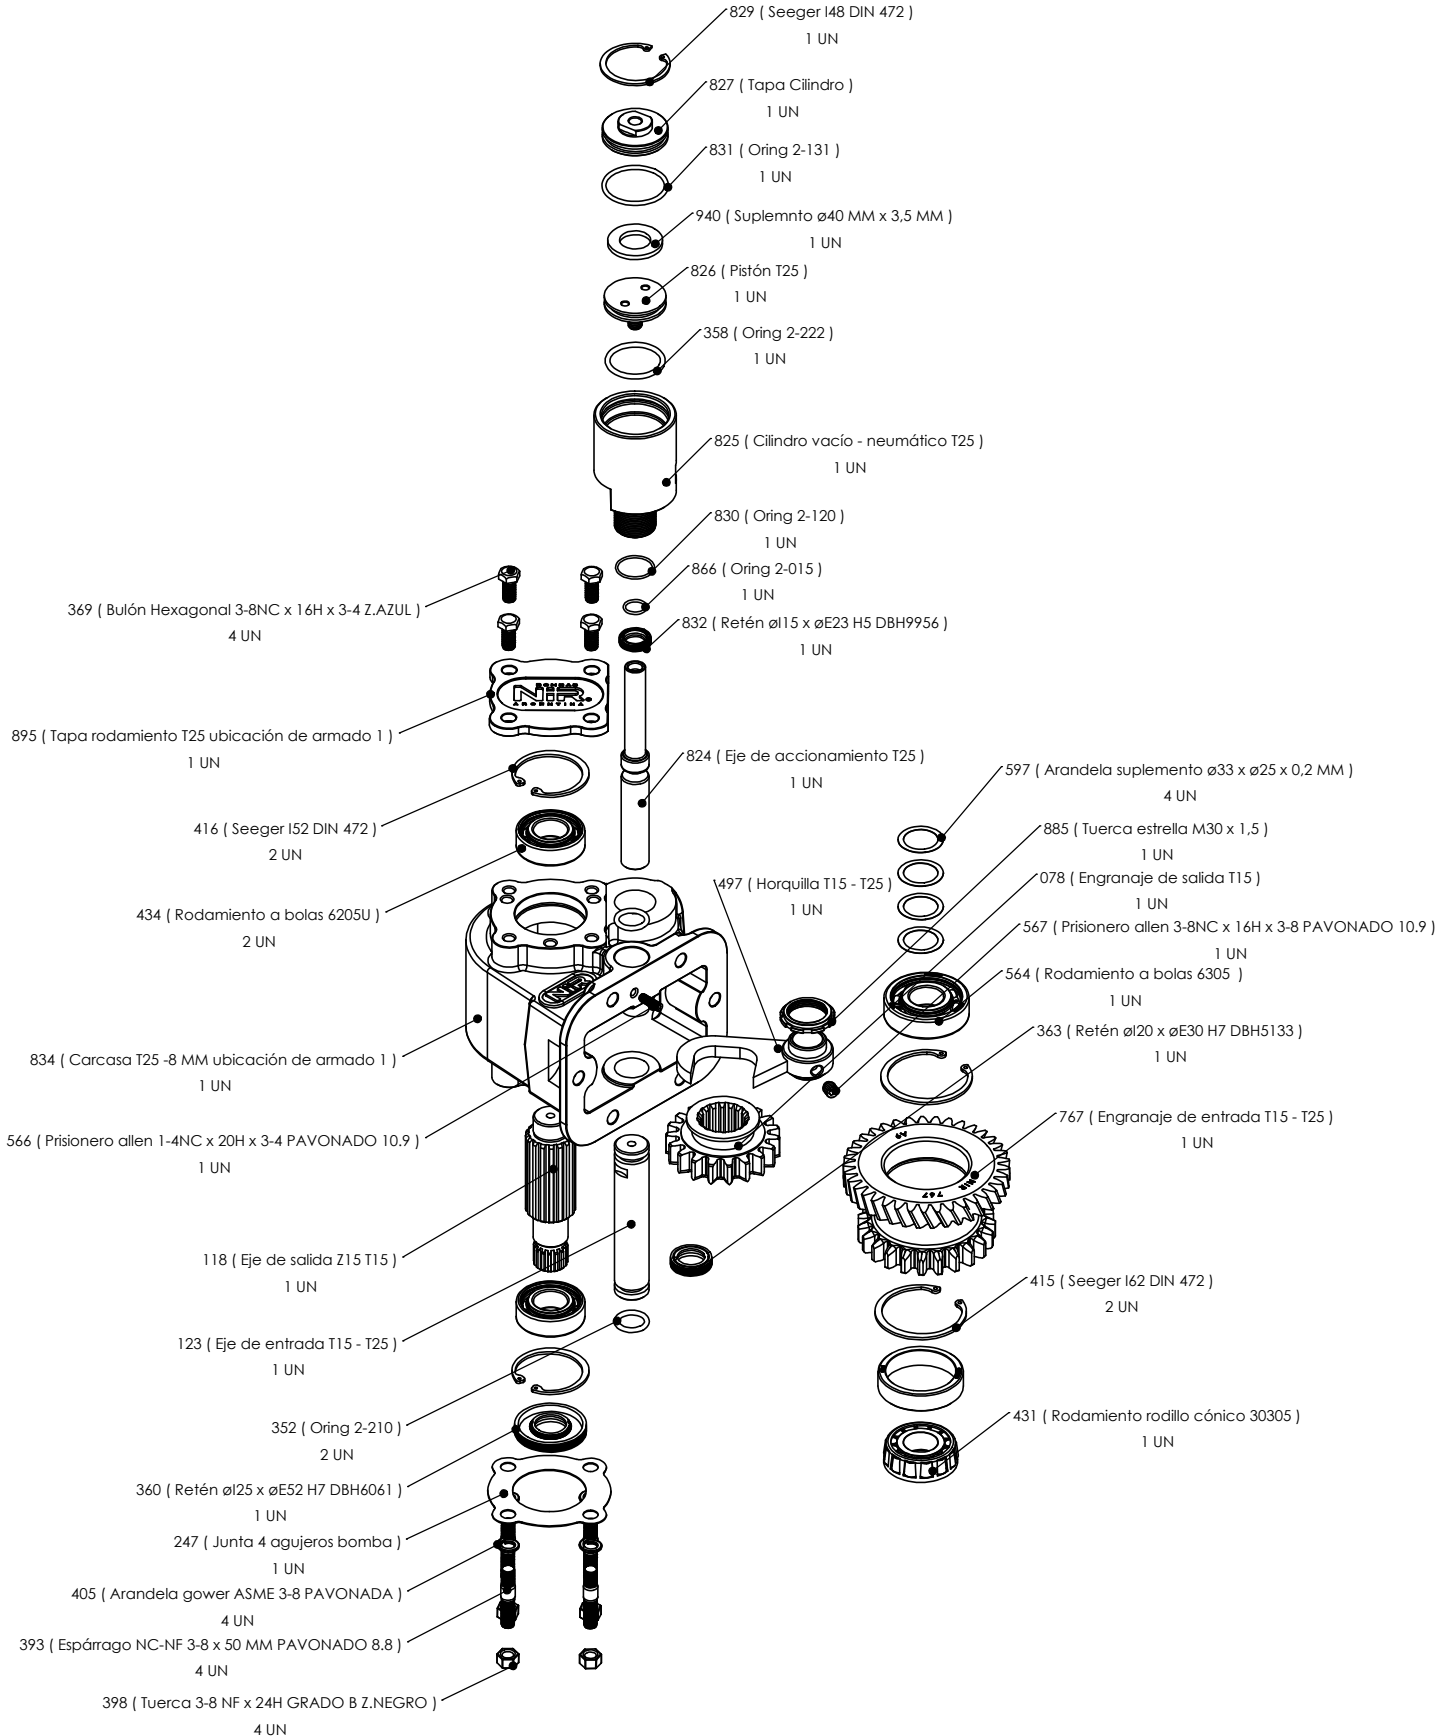 829 ( Seeger I48 DIN 472 )
1 UN
827 ( Tapa Cilindro )
1 UN
831 ( Oring 2-131 )
1 UN
940 ( Suplemnto ø40 MM x 3,5 MM )
1 UN
826 ( Pistón T25 )
1 UN
358 ( Oring 2-222 )
1 UN
825 ( Cilindro vacío - neumático T25 )
1 UN
830 ( Oring 2-120 )
1 UN
866 ( Oring 2-015 )
1 UN
832 ( Retén øI15 x øE23 H5 DBH9956 )
1 UN
369 ( Bulón Hexagonal 3-8NC x 16H x 3-4 Z.AZUL )
4 UN
BOMBAS
NIR
ARGENTINA
895 ( Tapa rodamiento T25 ubicación de armado 1 )
1 UN
824 ( Eje de accionamiento T25 )
1 UN
416 ( Seeger I52 DIN 472 )
2 UN
434 ( Rodamiento a bolas 6205U )
2 UN
597 ( Arandela suplemento ø33 x ø25 x 0,2 MM )
4 UN
885 ( Tuerca estrella M30 x 1,5 )
1 UN
497 ( Horquilla T15 - T25 )
1 UN
078 ( Engranaje de salida T15 )
1 UN
567 ( Prisionero allen 3-8NC x 16H x 3-8 PAVONADO 10.9 )
1 UN
564 ( Rodamiento a bolas 6305 )
1 UN
363 ( Retén øI20 x øE30 H7 DBH5133 )
1 UN
NIR
834 ( Carcasa T25 -8 MM ubicación de armado 1 )
1 UN
566 ( Prisionero allen 1-4NC x 20H x 3-4 PAVONADO 10.9 )
1 UN
767 ( Engranaje de entrada T15 - T25 )
1 UN
NIR
767
118 ( Eje de salida Z15 T15 )
1 UN
415 ( Seeger I62 DIN 472 )
2 UN
123 ( Eje de entrada T15 - T25 )
1 UN
352 ( Oring 2-210 )
2 UN
431 ( Rodamiento rodillo cónico 30305 )
1 UN
360 ( Retén øI25 x øE52 H7 DBH6061 )
1 UN
247 ( Junta 4 agujeros bomba )
1 UN
405 ( Arandela gower ASME 3-8 PAVONADA )
4 UN
393 ( Espárrago NC-NF 3-8 x 50 MM PAVONADO 8.8 )
4 UN
398 ( Tuerca 3-8 NF x 24H GRADO B Z.NEGRO )
4 UN